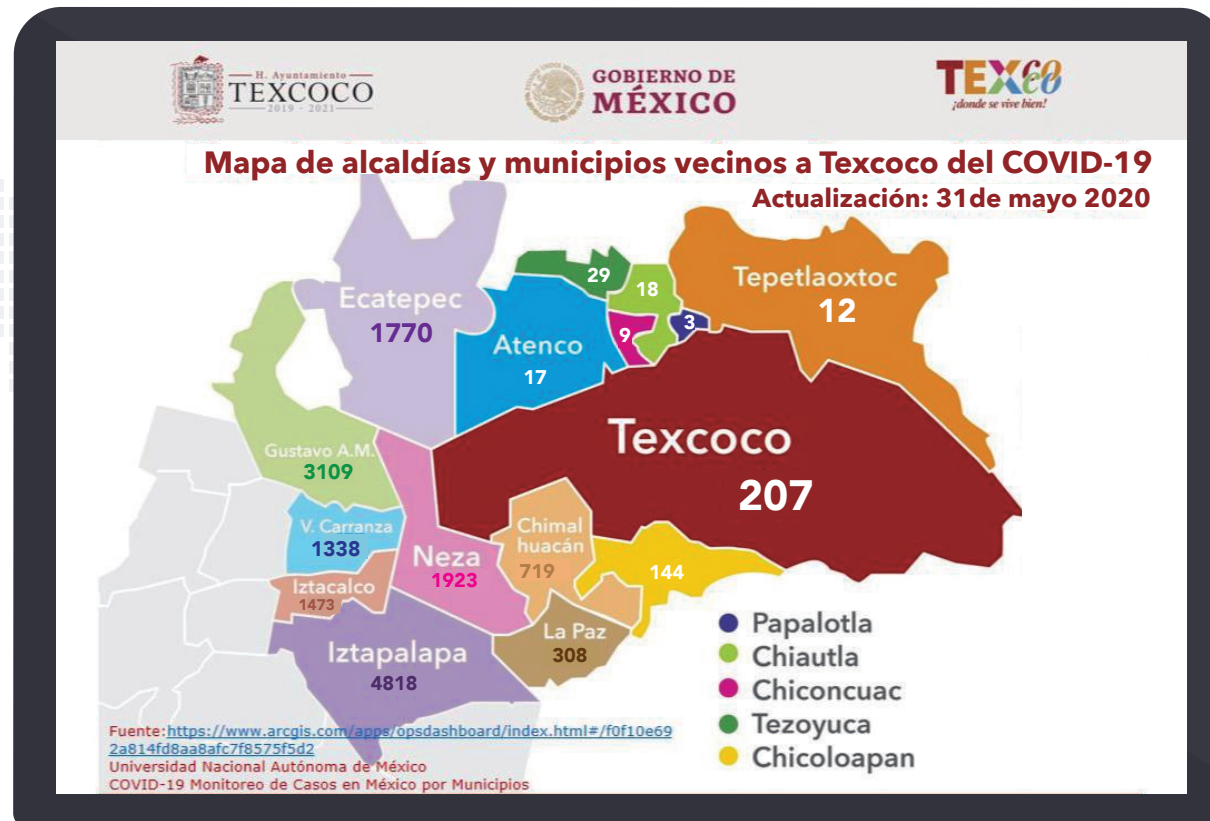 H. Ayuntamiento
TEXCOCO
2019 - 2021
GOBIERNO DE
MÉXICO
TEXCOCO
¡donde se vive bien!
Mapa de alcaldías y municipios vecinos a Texcoco del COVID-19
Actualización: 31de mayo 2020
Ecatepec
1770
Atenco
17
29
18
9
3
Tepetlaoxtoc
12
Texcoco
207
Gustavo A.M.
3109
V. Carranza
1338
Iztacalco
1473
Neza
1923
Chimal
huacán
719
144
La Paz
308
Iztapalapa
4818
Papalotla
Chiautla
Chiconcuac
Tezoyuca
Chicoloapan
Fuente:https://www.arcgis.com/apps/opsdashboard/index.html#/f0f10e69
2a814fd8aa8afc7f8575f5d2
Universidad Nacional Autónoma de México
COVID-19 Monitoreo de Casos en México por Municipios